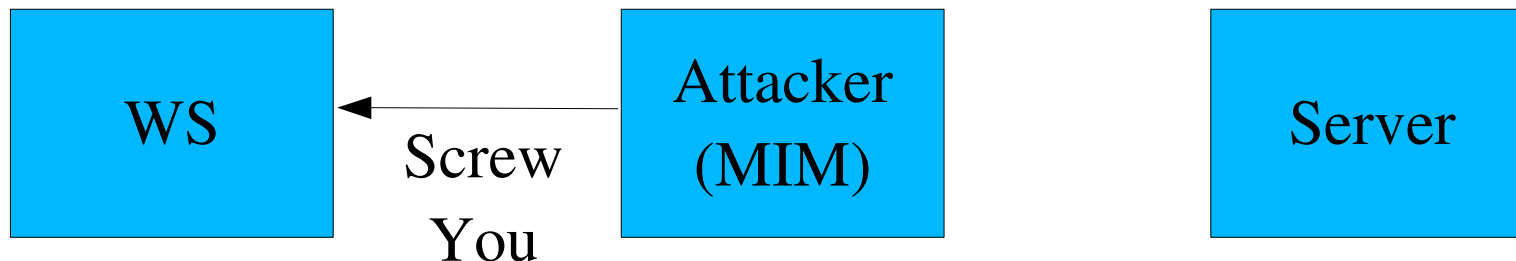 WS
Screw
You
Attacker
(MIM)
Server